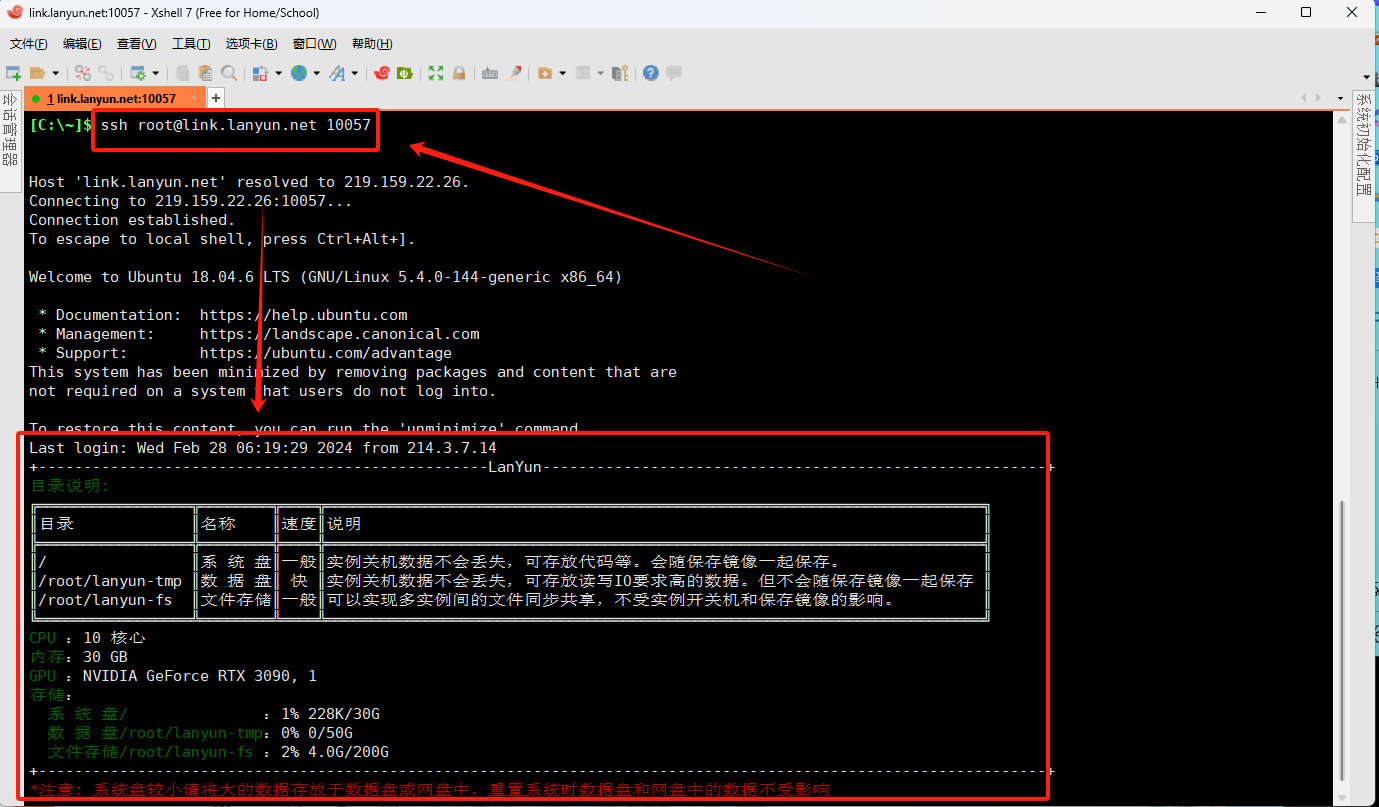 link.lanyun.net:10057 - Xshell 7 (Free for Home/School)
文件(F) 编辑(E) 查看(V) 工具(T) 选项卡(B) 窗口(W) 帮助(H)
会话管理器
1 link.lanyun.net:10057
系统初始化配置
[C:\~]$ ssh root@link.lanyun.net 10057
Host 'link.lanyun.net' resolved to 219.159.22.26.
Connecting to 219.159.22.26:10057...
Connection established.
To escape to local shell, press Ctrl+Alt+].
Welcome to Ubuntu 18.04.6 LTS (GNU/Linux 5.4.0-144-generic x86_64)
* Documentation: https://help.ubuntu.com
* Management: https://landscape.canonical.com
* Support: https://ubuntu.com/advantage
This system has been minimized by removing packages and content that are
not required on a system that users do not log into.
To restore this content, you can run the 'unminimize' command.
Last login: Wed Feb 28 06:19:29 2024 from 214.3.7.14
+--------------------------------------------------LanYun--------------------------------------------------------+
目录说明:
目录 名称 速度 说明
/ 系 统 盘 一般 实例关机数据不会丢失，可存放代码等。会随保存镜像一起保存。
/root/lanyun-tmp 数 据 盘 快 实例关机数据不会丢失，可存放读写IO要求高的数据。但不会随保存镜像一起保存
/root/lanyun-fs 文件存储 一般 可以实现多实例间的文件同步共享，不受实例开关机和保存镜像的影响。
CPU ：10 核心
内存：30 GB
GPU ：NVIDIA GeForce RTX 3090, 1
存储：
系 统 盘/ ：1% 228K/30G
数 据 盘/root/lanyun-tmp：0% 0/50G
文件存储/root/lanyun-fs ：2% 4.0G/200G
+----------------------------------------------------------------------------------------------------------------+
*注意: 系统盘较小请将大的数据存放于数据盘或网盘中，重置系统时数据盘和网盘中的数据不受影响